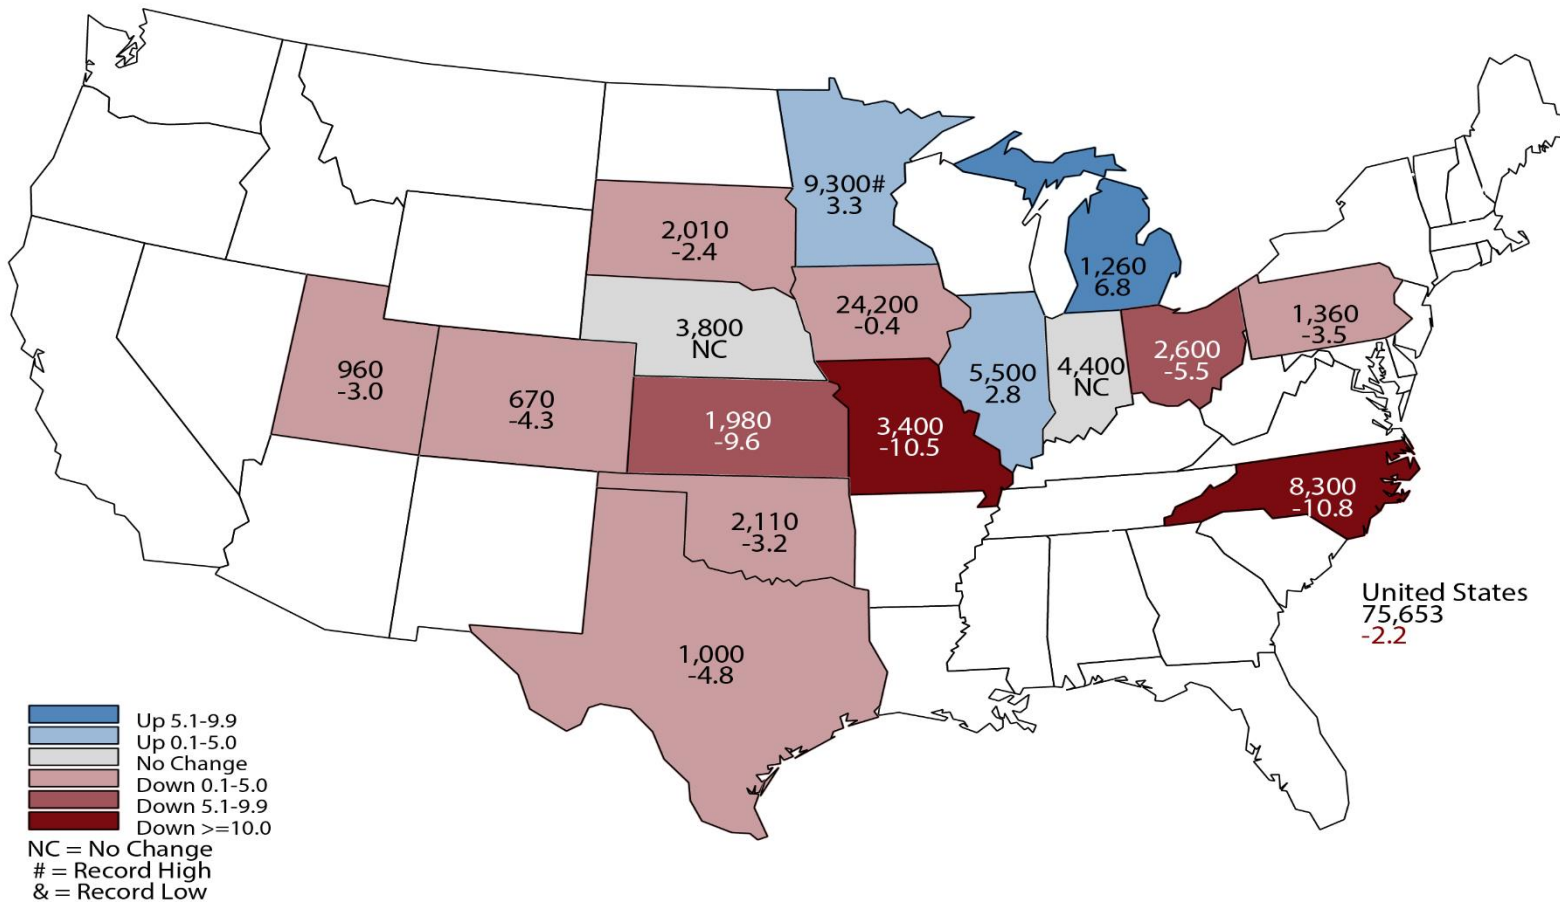 9,300#
3.3
2,010
-2.4
1,260
6.8
24,200
-0.4
3,800
NC
1,360
-3.5
2,600
-5.5
5,500
2.8
4,400
NC
960
-3.0
670
-4.3
1,980
-9.6
3,400
-10.5
8,300
-10.8
2,110
-3.2
United States
75,653
-2.2
1,000
-4.8
Up 5.1-9.9
Up 0.1-5.0
No Change
Down 0.1-5.0
Down 5.1-9.9
Down >=10.0
NC = No Change
# = Record High
& = Record Low